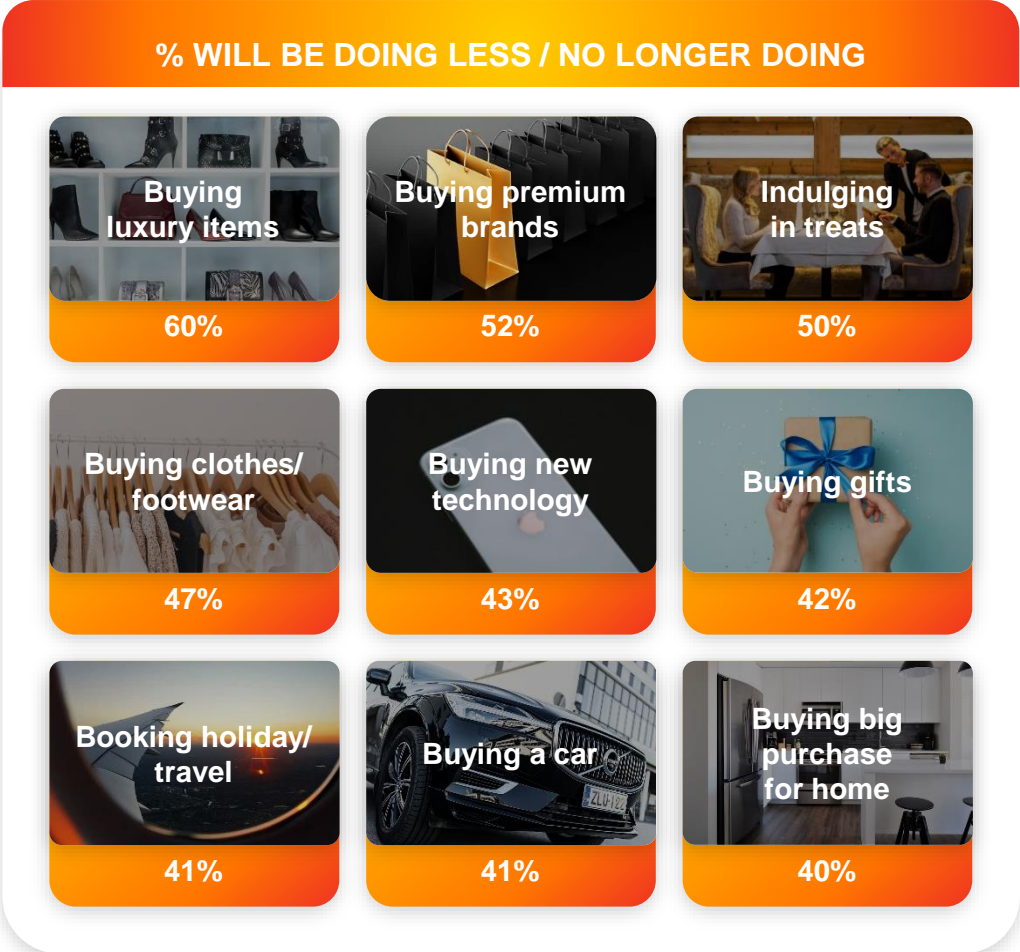 % WILL BE DOING LESS / NO LONGER DOING
Buying
luxury items
60%
Buying premium
brands
52%
Indulging
in treats
50%
Buying clothes/
footwear
47%
Buying new
technology
43%
Buying gifts
42%
Booking holiday/
travel
41%
Buying a car
ZLU-122
41%
Buying big
purchase
for home
40%